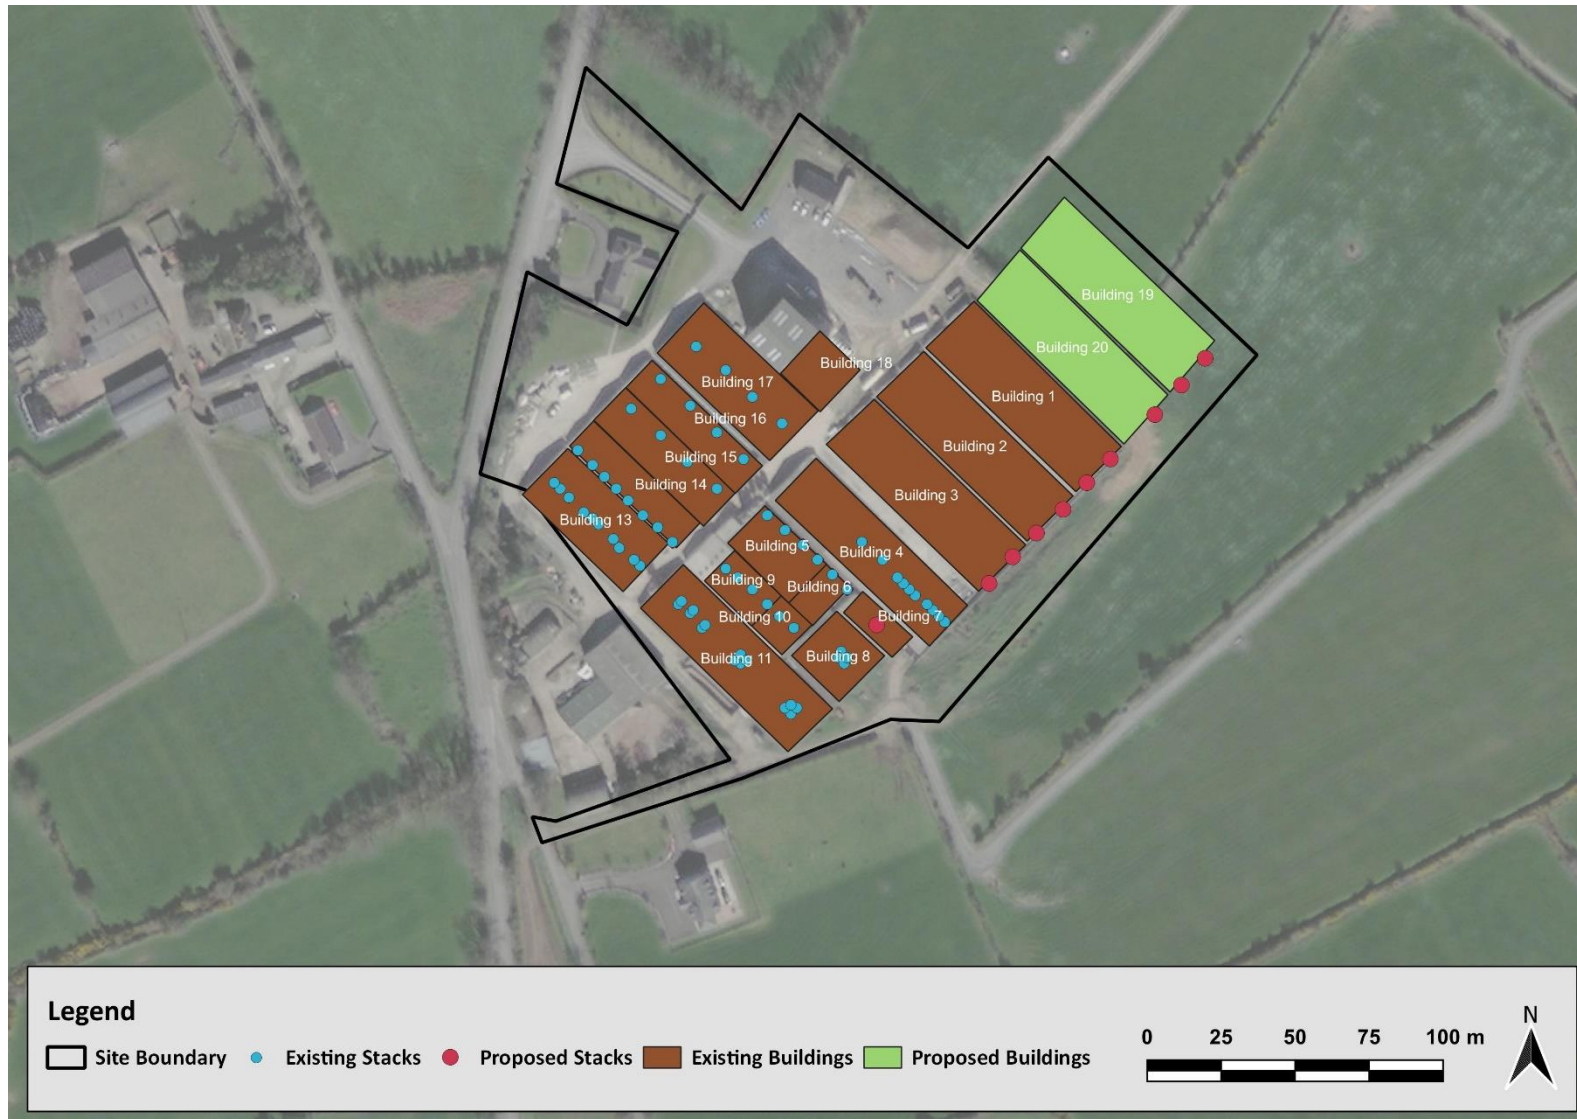 Building 19
Building 20
Building 18
Building 17
Building 1
Building 16
Building 2
Building 15
Building 14
Building 3
Building 13
Building 5
Building 4
Building 9
Building 6
Building 10
Building 7
Building 11
Building 8
Legend
Site Boundary
Existing Stacks
Proposed Stacks
Existing Buildings
Proposed Buildings
0 25 50 75 100 m
N